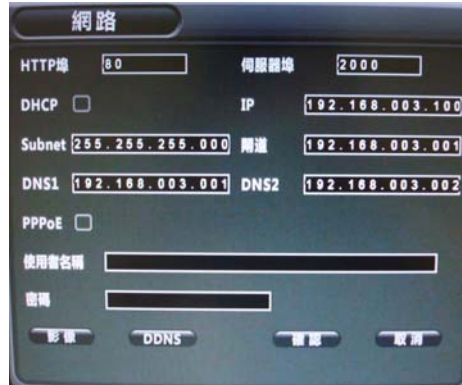 網路
HTTP埠 80 伺服器埠 2000
DHCP IP 192.168.003.100
Subnet 255.255.255.000 閘道 192.168.003.001
DNS1 192.168.003.001 DNS2 192.168.003.002
PPPoE
使用者名稱
密碼
影像 DDNS 確認 取消